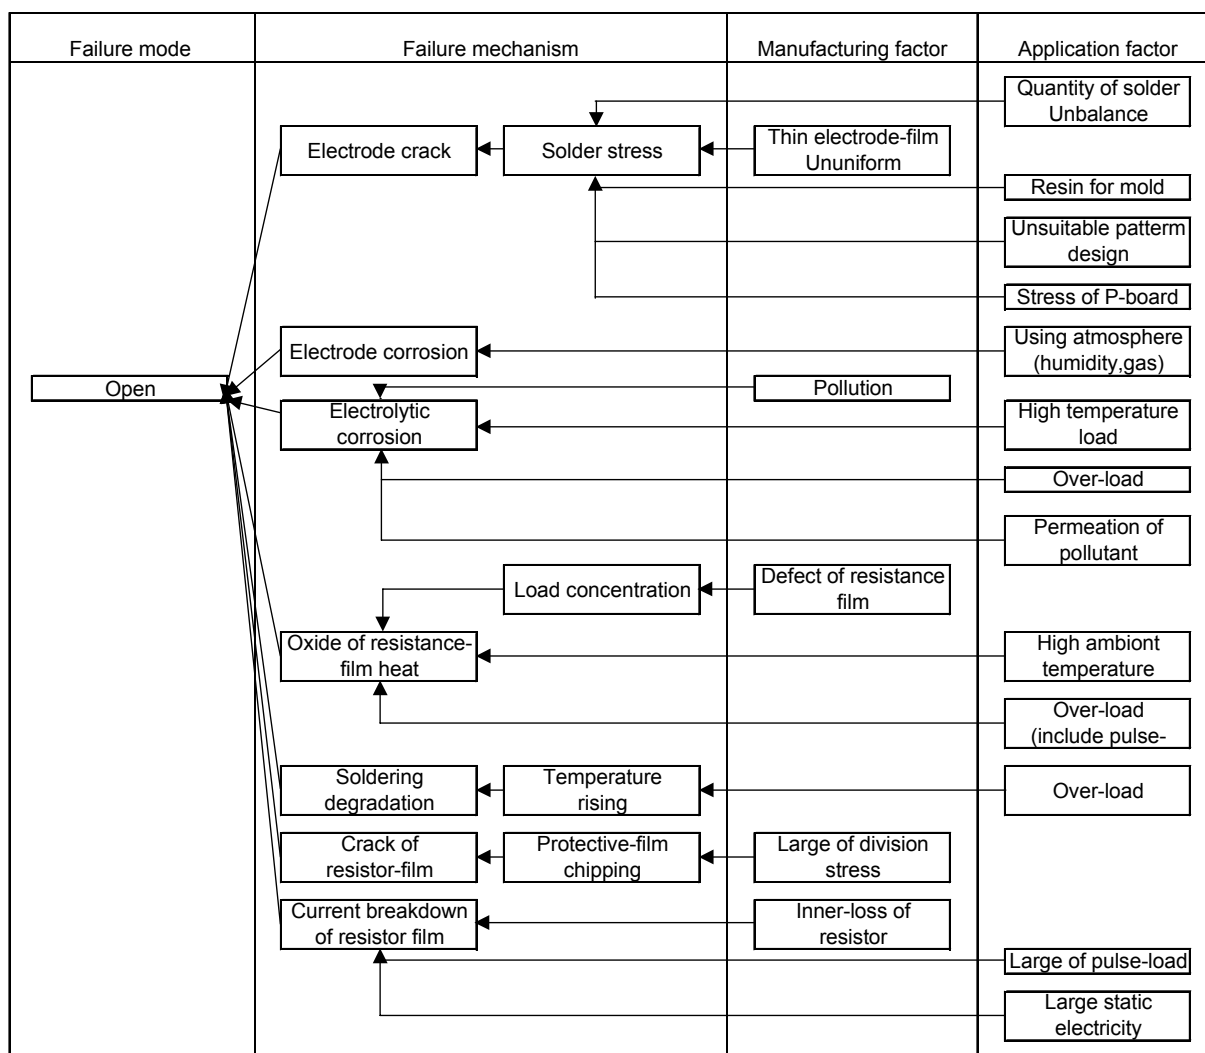 Failure mode
Failure mechanism
Manufacturing factor
Application factor
Quantity of solder
Unbalance
Electrode crack
Solder stress
Thin electrode-film
Ununiform
Resin for mold
Unsuitable patterm
design
Stress of P-board
Electrode corrosion
Using atmosphere
(humidity,gas)
Open
Pollution
Electrolytic
corrosion
High temperature
load
Over-load
Permeation of
pollutant
Load concentration
Defect of resistance
film
Oxide of resistance-
film heat
High ambiont
temperature
Over-load
(include pulse-
Soldering
degradation
Temperature
rising
Over-load
Crack of
resistor-film
Protective-film
chipping
Large of division
stress
Current breakdown
of resistor film
Inner-loss of
resistor
Large of pulse-load
Large static
electricity